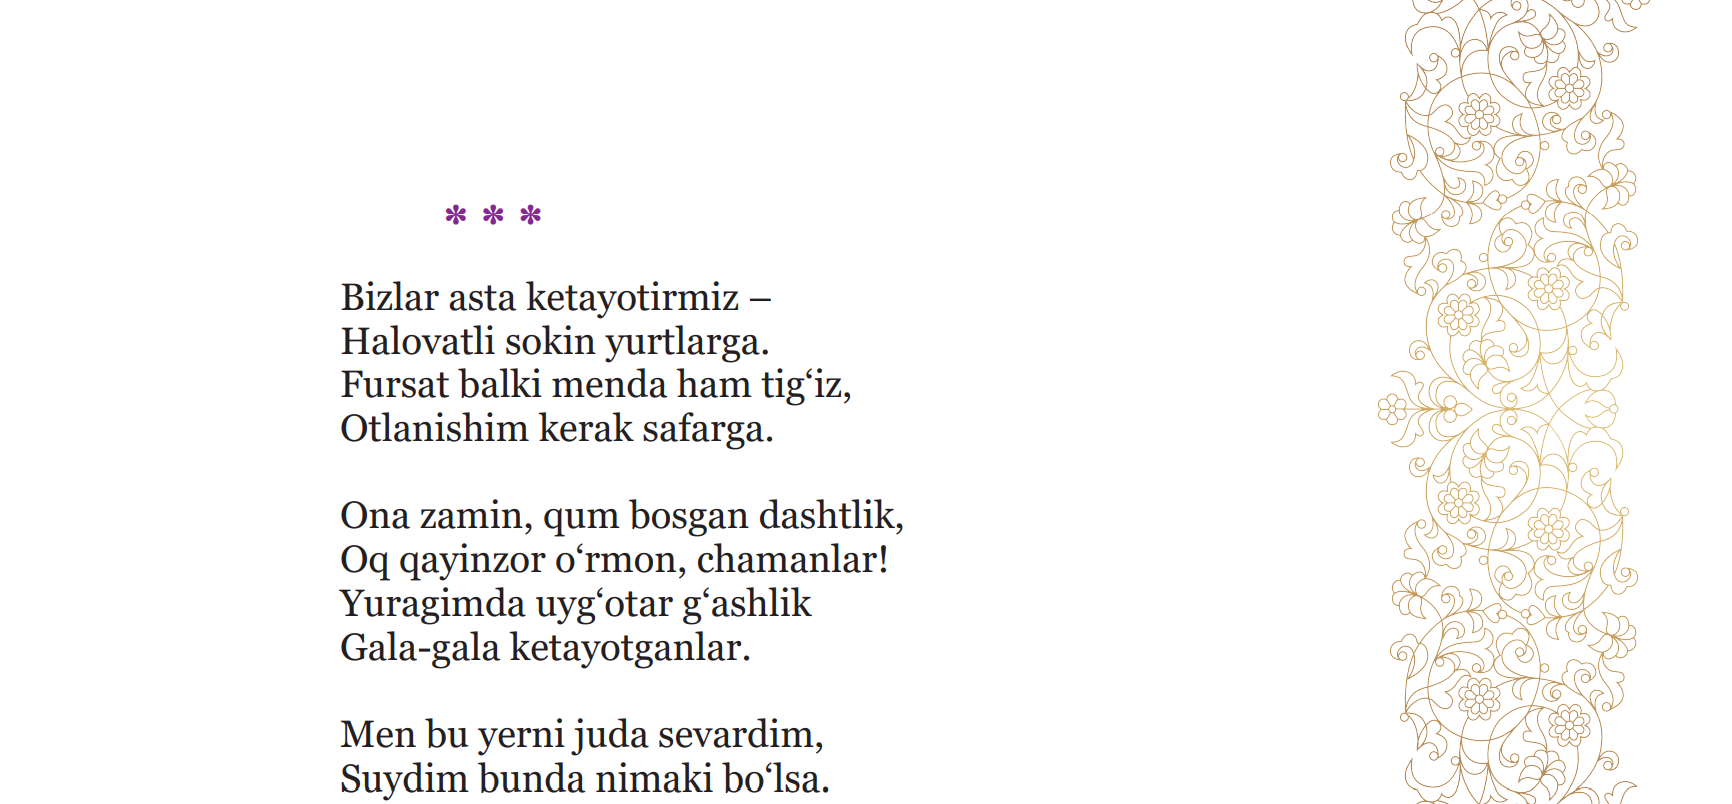 ✽ ✽ ✽
Bizlar asta ketayotirmiz –
Halovatli sokin yurtlarga.
Fursat balki menda ham tig‘iz,
Otlanishim kerak safarga.
Ona zamin, qum bosgan dashtlik,
Oq qayinzor o‘rmon, chamanlar!
Yuragimda uyg‘otar g‘ashlik
Gala-gala ketayotganlar.
Men bu yerni juda sevardim,
Suydim bunda nimaki bo‘lsa.